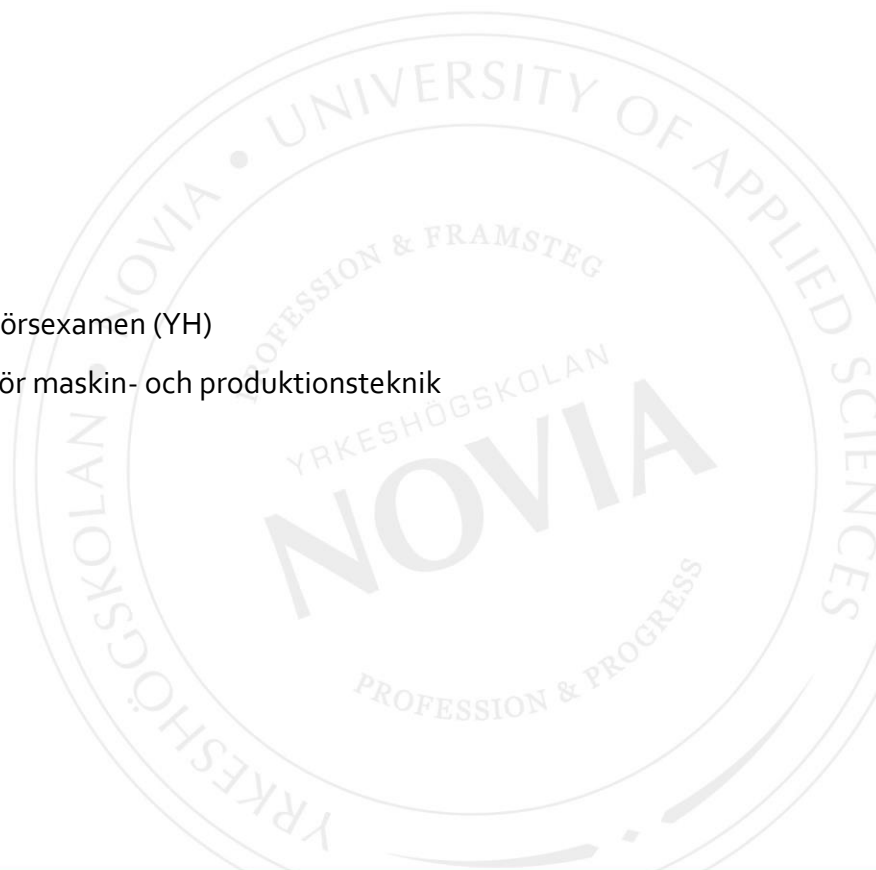 UNIVERSITY OF APPLIED SCIENCES
YRKESHÖGSKOLAN • NOVIA •
PROFESSION & FRAMSTEG
örsexamen (YH)
ör maskin- och produktionsteknik
YRKESHÖGSKOLAN
NOVIA
PROFESSION & PROGRESS